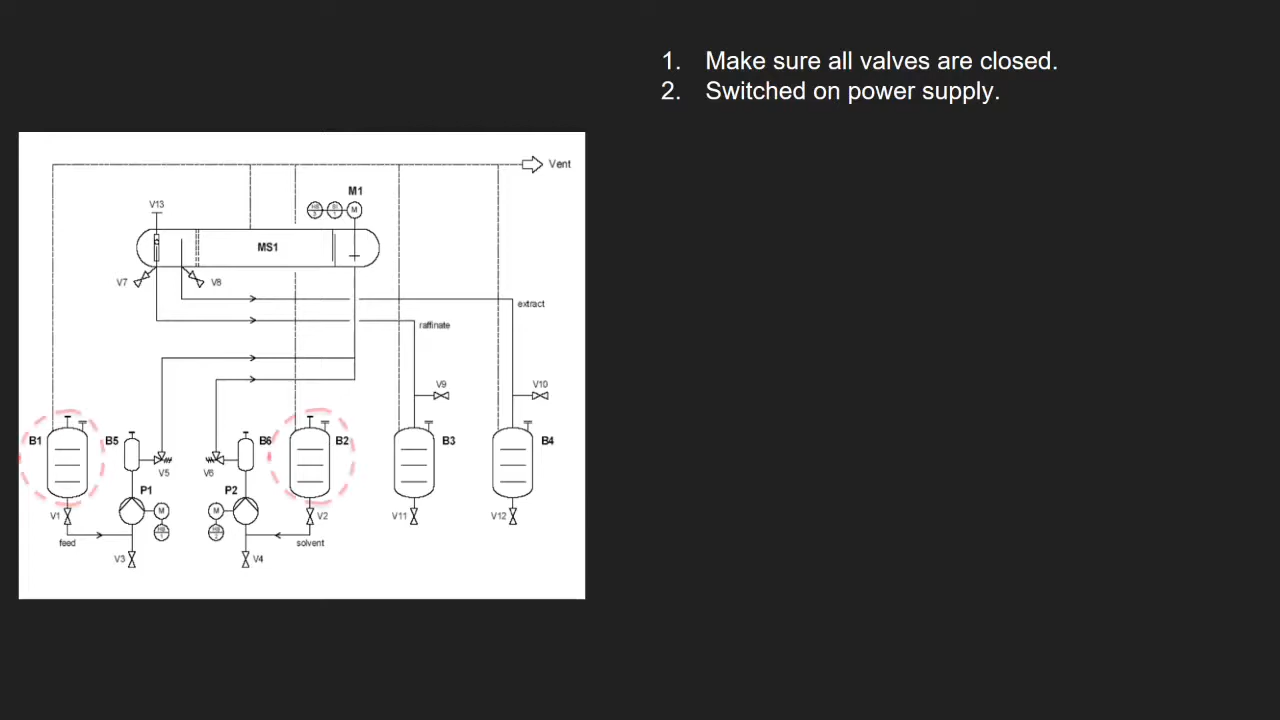 1. Make sure all valves are closed.
2. Switched on power supply.
Vent
M1
V13
M
MS1
V7
V8
extract
raffinate
V9
V10
B1
B5
B6
B2
B3
B4
V5
V6
P1
P2
V1
M
M
V2
V11
V12
feed
solvent
V3
V4